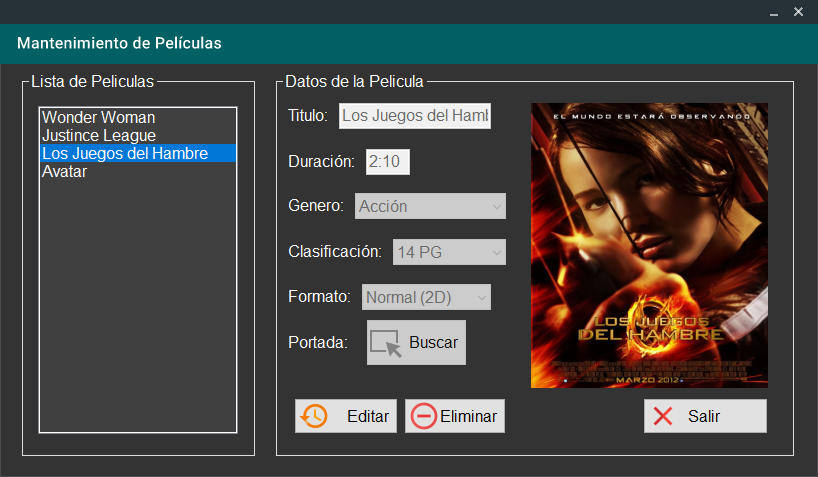 Mantenimiento de Películas
Lista de Peliculas
Wonder Woman
Justince League
Los Juegos del Hambre
Avatar
Datos de la Pelicula
Titulo: Los Juegos del Hamb
Duración: 2:10
Genero: Acción
Clasificación: 14 PG
Formato: Normal (2D)
Portada: Buscar
EL MUNDO ESTARÁ OBSERVANDO
LOS JUEGOS
DEL HAMBRE
MARZO 2012
Editar
Eliminar
Salir